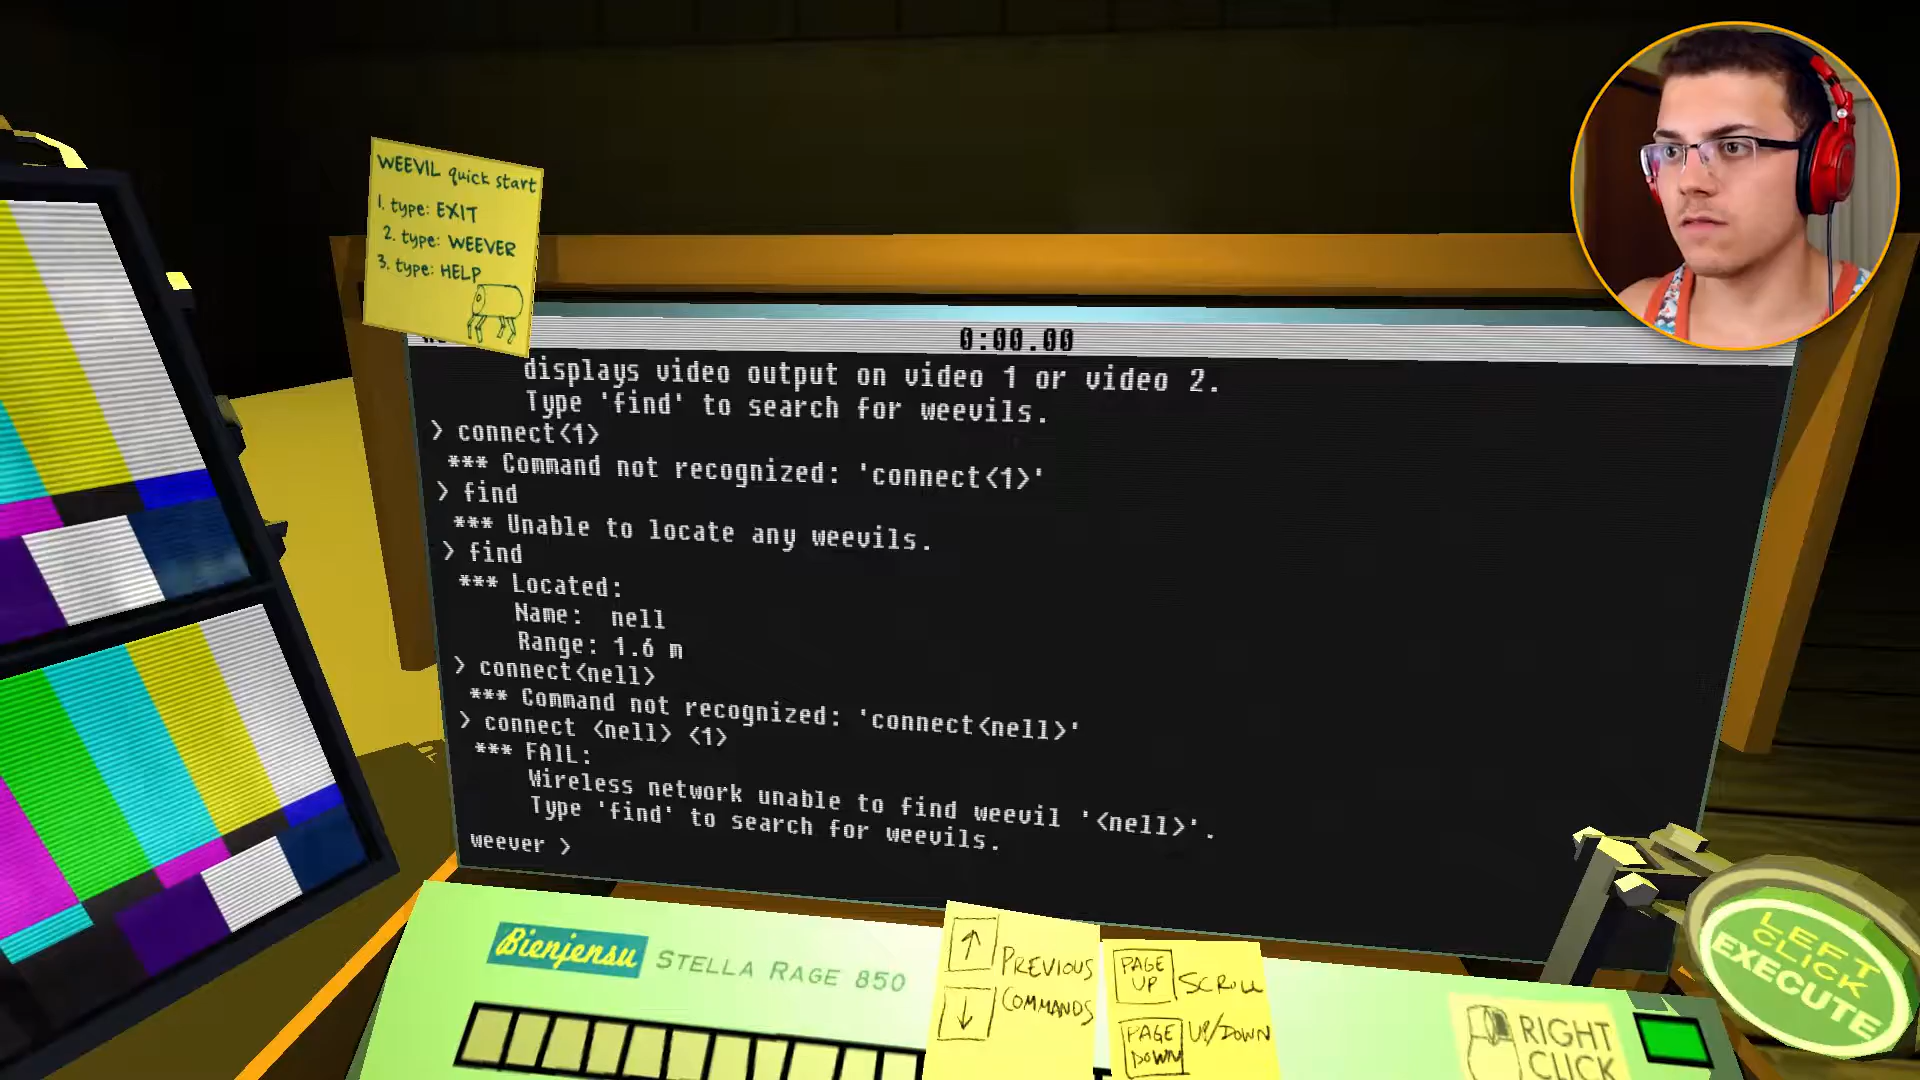 WEEVIL quick start
1. type: EXIT
2. type: WEEVER
3. type: HELP
0:00.00
displays video output on video 1 or video 2.
Type 'find' to search for weevils.
> connect<1>
*** Command not recognized: 'connect<1>'
> find
*** Unable to locate any weevils.
> find
*** Located:
Name: nell
Range: 1.6 m
> connect<nell>
*** Command not recognized: 'connect<nell>'
> connect <nell> <1>
*** FAIL:
Wireless network unable to find weevil '<nell>'.
Type 'find' to search for weevils.
weever >
Bienjensu STELLA RAGE 850
↑ PREVIOUS
↓ COMMANDS
PAGE UP SCROLL
PAGE DOWN UP/DOWN
RIGHT
CLICK
LEFT
CLICK
EXECUTE